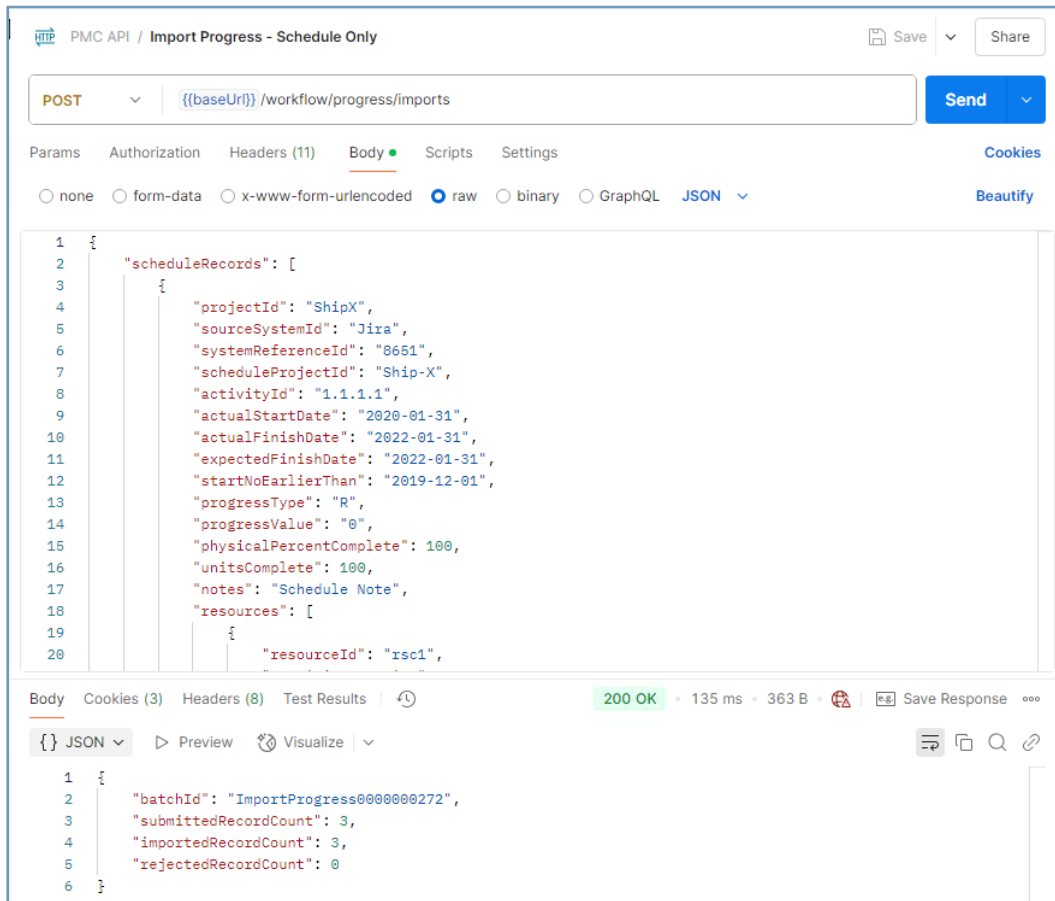 HTTP PMC API / Import Progress - Schedule Only Save Share
POST {{baseUrl}} /workflow/progress/imports Send
Params Authorization Headers (11) Body Scripts Settings Cookies
none form-data x-www-form-urlencoded raw binary GraphQL JSON Beautify
1 {
2 "scheduleRecords": [
3 {
4 "projectId": "ShipX",
5 "sourceSystemId": "Jira",
6 "systemReferenceId": "8651",
7 "scheduleProjectId": "Ship-X",
8 "activityId": "1.1.1.1",
9 "actualStartDate": "2020-01-31",
10 "actualFinishDate": "2022-01-31",
11 "expectedFinishDate": "2022-01-31",
12 "startNoEarlierThan": "2019-12-01",
13 "progressType": "R",
14 "progressValue": "0",
15 "physicalPercentComplete": 100,
16 "unitsComplete": 100,
17 "notes": "Schedule Note",
18 "resources": [
19 {
20 "resourceId": "rsc1",
Body Cookies (3) Headers (8) Test Results 200 OK • 135 ms • 363 B • e.g. Save Response
{} JSON Preview Visualize
1 {
2 "batchId": "ImportProgress0000000272",
3 "submittedRecordCount": 3,
4 "importedRecordCount": 3,
5 "rejectedRecordCount": 0
6 }